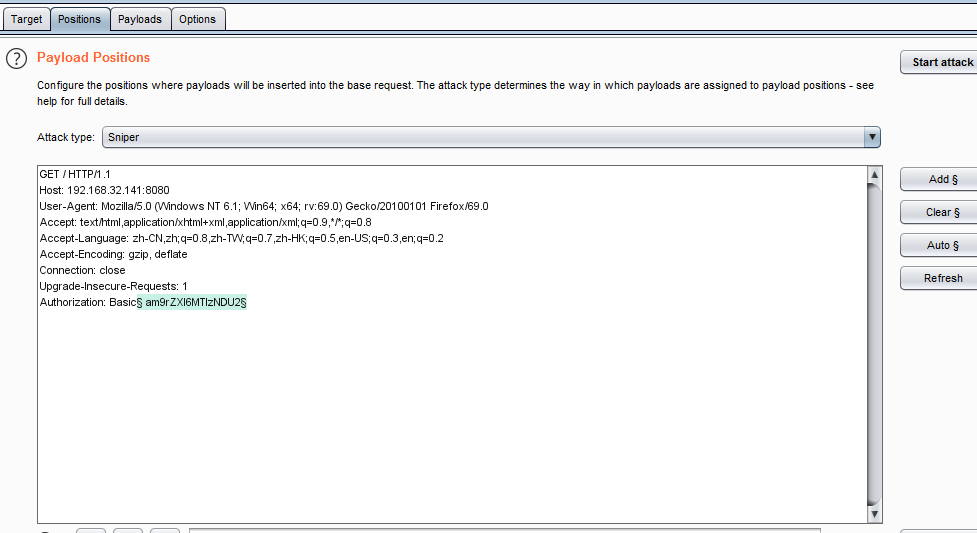 Target Positions Payloads Options
? Payload Positions
Start attack
Configure the positions where payloads will be inserted into the base request. The attack type determines the way in which payloads are assigned to payload positions - see
help for full details.
Attack type: Sniper
GET / HTTP/1.1
Host: 192.168.32.141:8080
User-Agent: Mozilla/5.0 (Windows NT 6.1; Win64; x64; rv:69.0) Gecko/20100101 Firefox/69.0
Accept: text/html,application/xhtml+xml,application/xml;q=0.9,*/*;q=0.8
Accept-Language: zh-CN,zh;q=0.8,zh-TW;q=0.7,zh-HK;q=0.5,en-US;q=0.3,en;q=0.2
Accept-Encoding: gzip, deflate
Connection: close
Upgrade-Insecure-Requests: 1
Authorization: Basic§ am9rZXI6MTIzNDU2§
Add §
Clear §
Auto §
Refresh